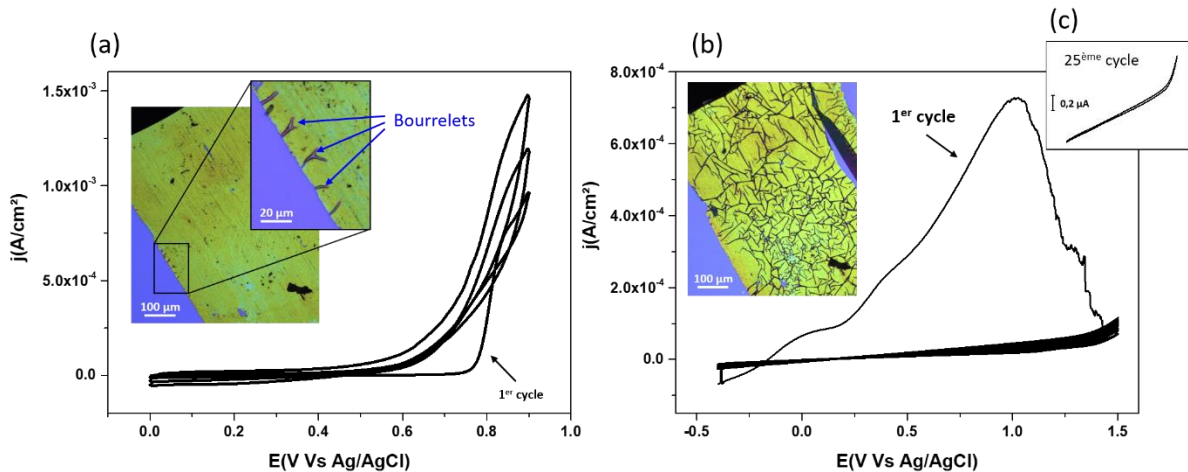 (a)
1.5x10⁻³
1.0x10⁻³
5.0x10⁻⁴
0.0
j(A/cm²)
Bourrelets
20 µm
100 µm
1ᵉʳ cycle
0.0 0.2 0.4 0.6 0.8 1.0
E(V Vs Ag/AgCl)
(b)
8.0x10⁻⁴
6.0x10⁻⁴
4.0x10⁻⁴
2.0x10⁻⁴
0.0
j(A/cm²)
100 µm
1ᵉʳ cycle
-0.5 0.0 0.5 1.0 1.5
E(V Vs Ag/AgCl)
(c)
25ᵉᵐᵉ cycle
0,2 µA